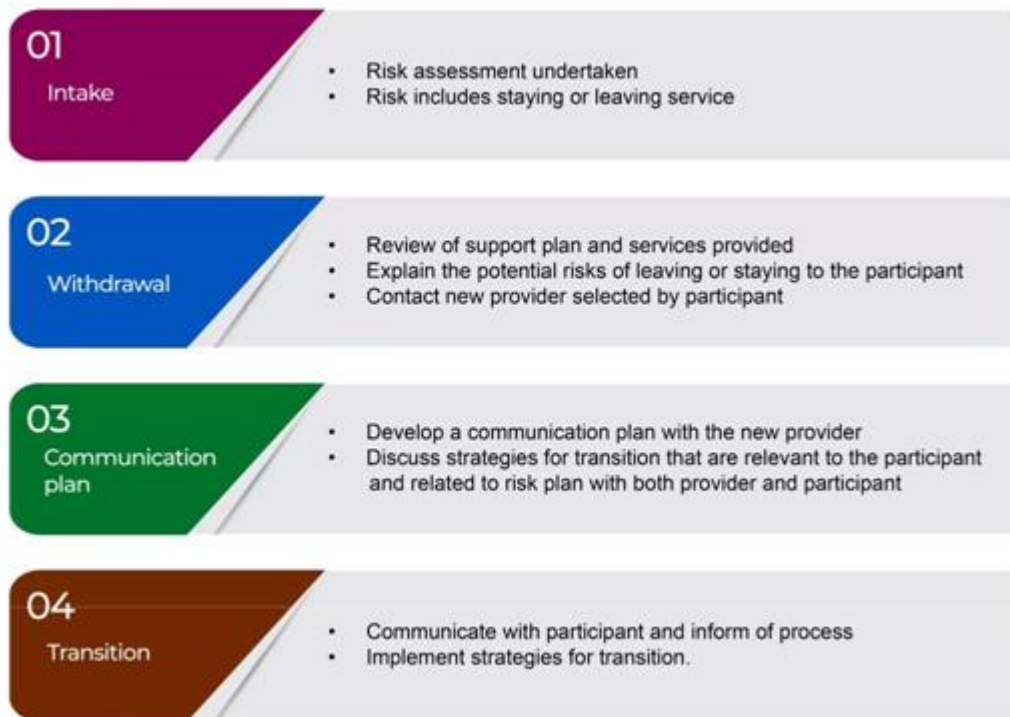 01
Intake
• Risk assessment undertaken
• Risk includes staying or leaving service
02
Withdrawal
• Review of support plan and services provided
• Explain the potential risks of leaving or staying to the participant
• Contact new provider selected by participant
03
Communication
plan
• Develop a communication plan with the new provider
• Discuss strategies for transition that are relevant to the participant
and related to risk plan with both provider and participant
04
Transition
• Communicate with participant and inform of process
• Implement strategies for transition.